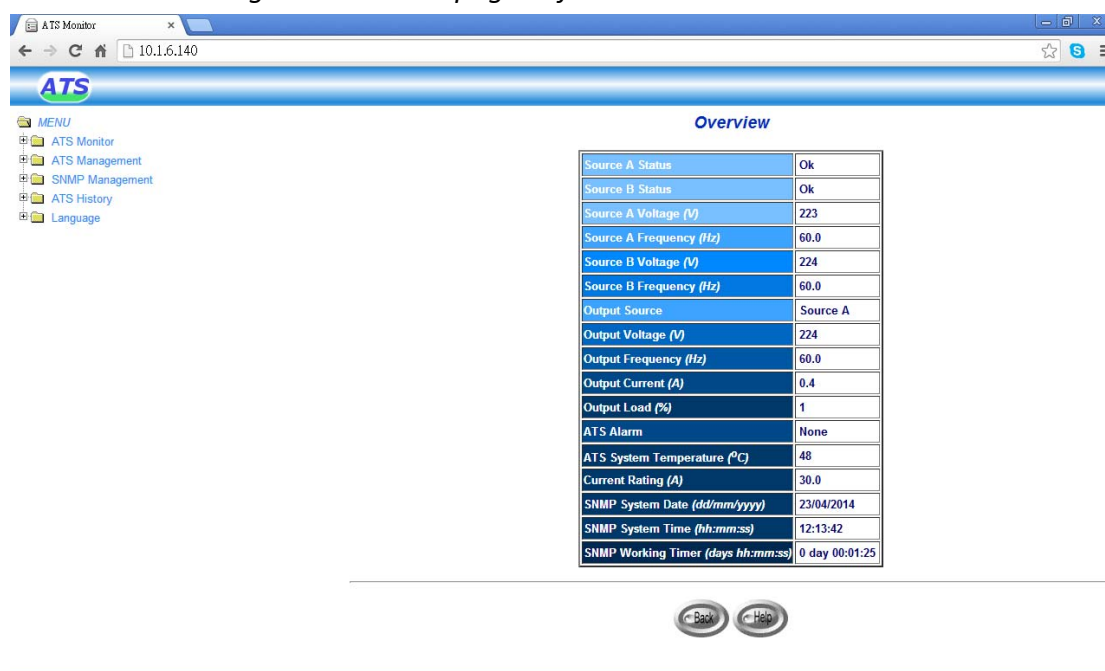 ATS Monitor
10.1.6.140
ATS
MENU
ATS Monitor
ATS Management
SNMP Management
ATS History
Language
Overview
Source A Status Ok
Source B Status Ok
Source A Voltage (V) 223
Source A Frequency (Hz) 60.0
Source B Voltage (V) 224
Source B Frequency (Hz) 60.0
Output Source Source A
Output Voltage (V) 224
Output Frequency (Hz) 60.0
Output Current (A) 0.4
Output Load (%) 1
ATS Alarm None
ATS System Temperature (ºC) 48
Current Rating (A) 30.0
SNMP System Date (dd/mm/yyyy) 23/04/2014
SNMP System Time (hh:mm:ss) 12:13:42
SNMP Working Timer (days hh:mm:ss) 0 day 00:01:25
Back Help